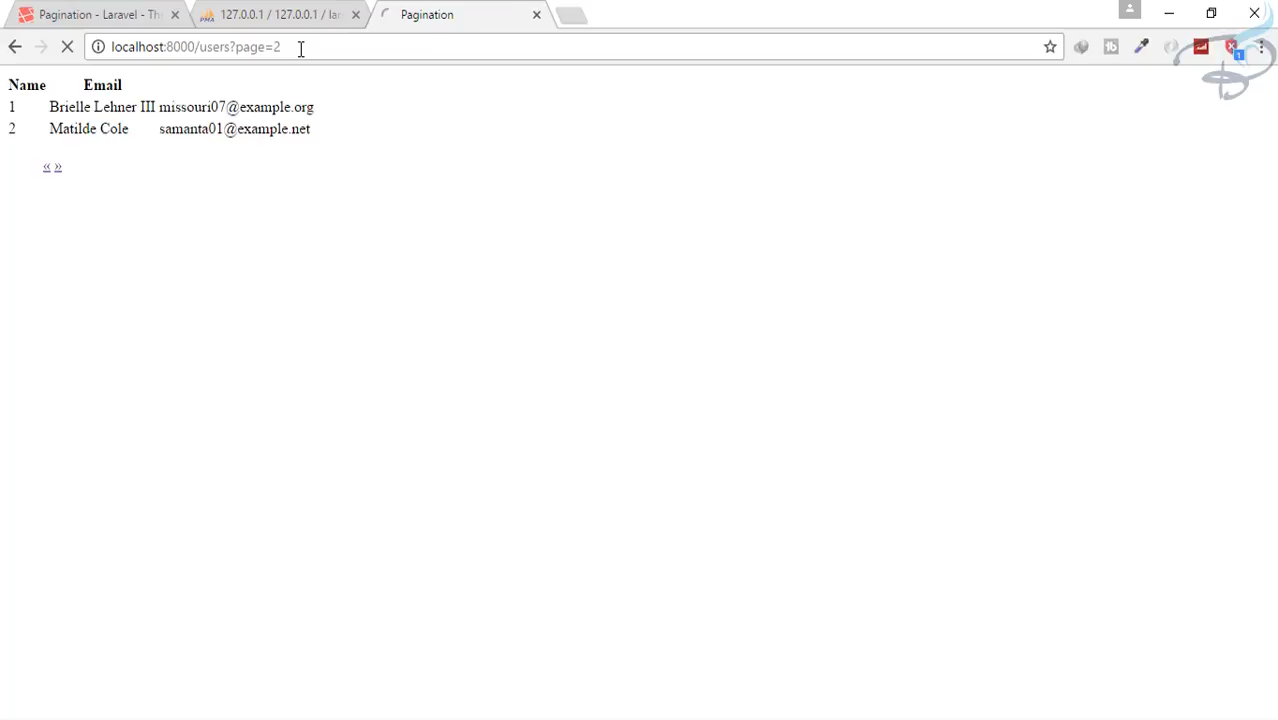 Pagination - Laravel - Th
127.0.0.1 / 127.0.0.1 / lar
Pagination
localhost:8000/users?page=2
Name Email
1 Brielle Lehner III missouri07@example.org
2 Matilde Cole samanta01@example.net
« »